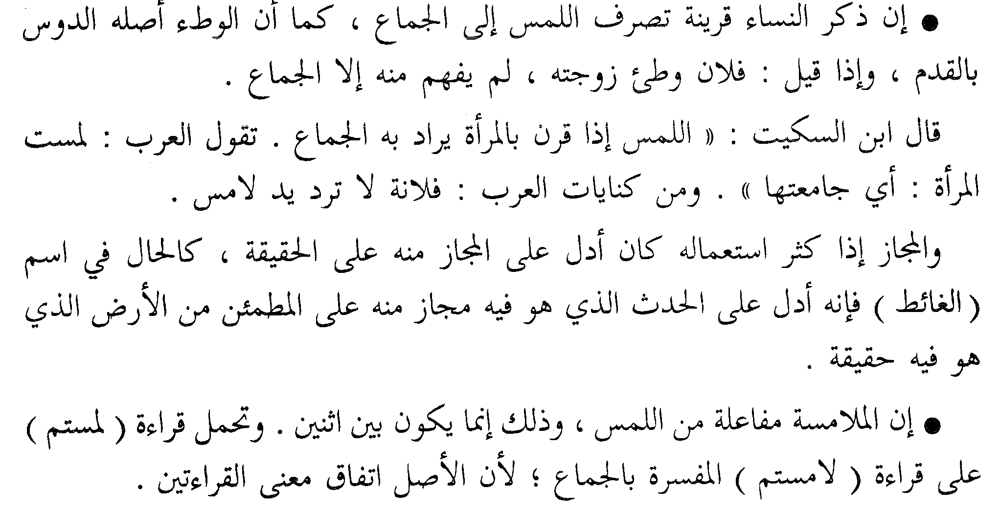 ● إن ذكر النساء قرينة تصرف اللمس إلى الجماع ، كما أن الوطء أصله الدوس
بالقدم ، وإذا قيل : فلان وطئ زوجته ، لم يفهم منه إلا الجماع .
قال ابن السكيت : « اللمس إذا قرن بالمرأة يراد به الجماع . تقول العرب : لمست
المرأة : أي جامعتها » . ومن كنايات العرب : فلانة لا ترد يد لامس .
والمجاز إذا كثر استعماله كان أدل على المجاز منه على الحقيقة ، كالحال في اسم
( الغائط ) فإنه أدل على الحدث الذي هو فيه مجاز منه على المطمئن من الأرض الذي
هو فيه حقيقة .
● إن الملامسة مفاعلة من اللمس ، وذلك إنما يكون بين اثنين . وتحمل قراءة ( لمستم )
على قراءة ( لامستم ) المفسرة بالجماع ؛ لأن الأصل اتفاق معنى القراءتين .